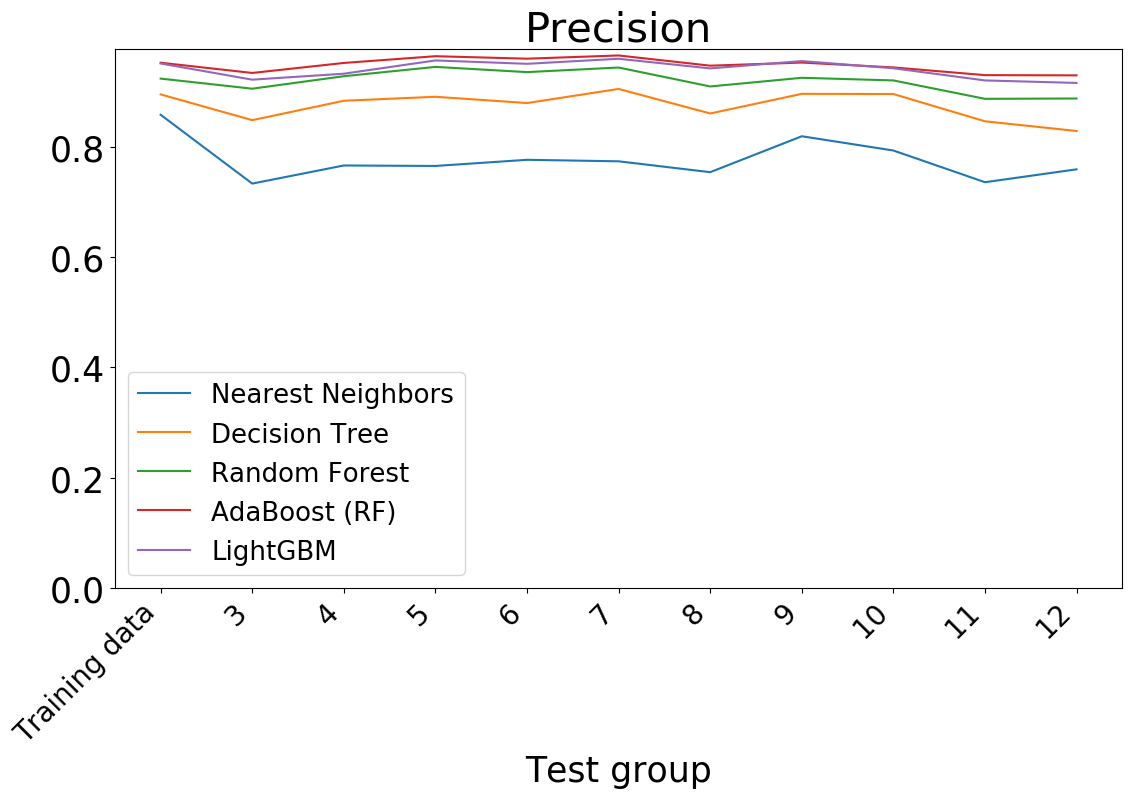 Precision
0.8
0.6
0.4
0.2
0.0
Nearest Neighbors
Decision Tree
Random Forest
AdaBoost (RF)
LightGBM
Training data
3
4
5
6
7
8
9
10
11
12
Test group